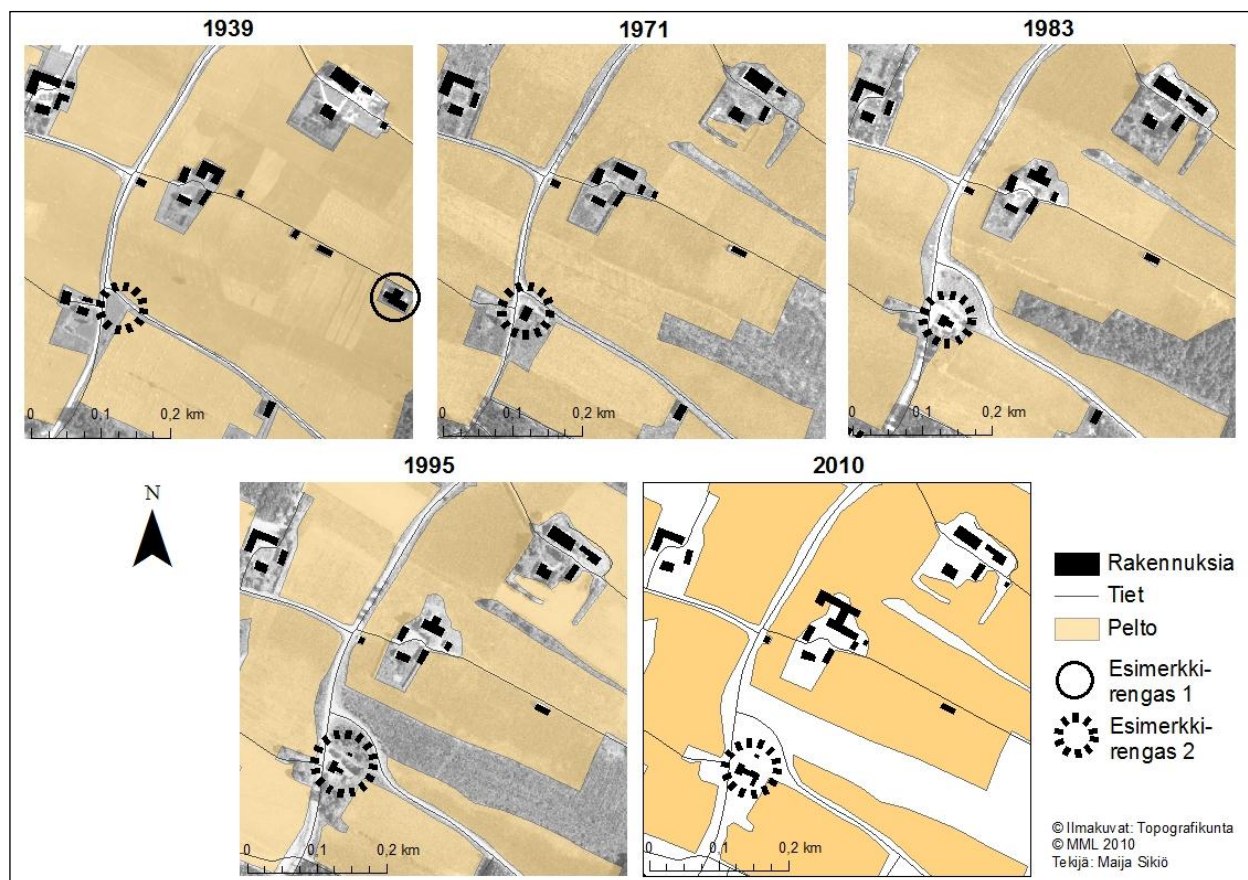 1939
1971
1983
0 0,1 0,2 km
0 0,1 0,2 km
0 0,1 0,2 km
1995
2010
N
0 0,1 0,2 km
0 0,1 0,2 km
Rakennuksia
Tiet
Pelto
Esimerkki-
rengas 1
Esimerkki-
rengas 2
© Ilmakuvat: Topografikunta
© MML 2010
Tekijä: Maija Sikiö